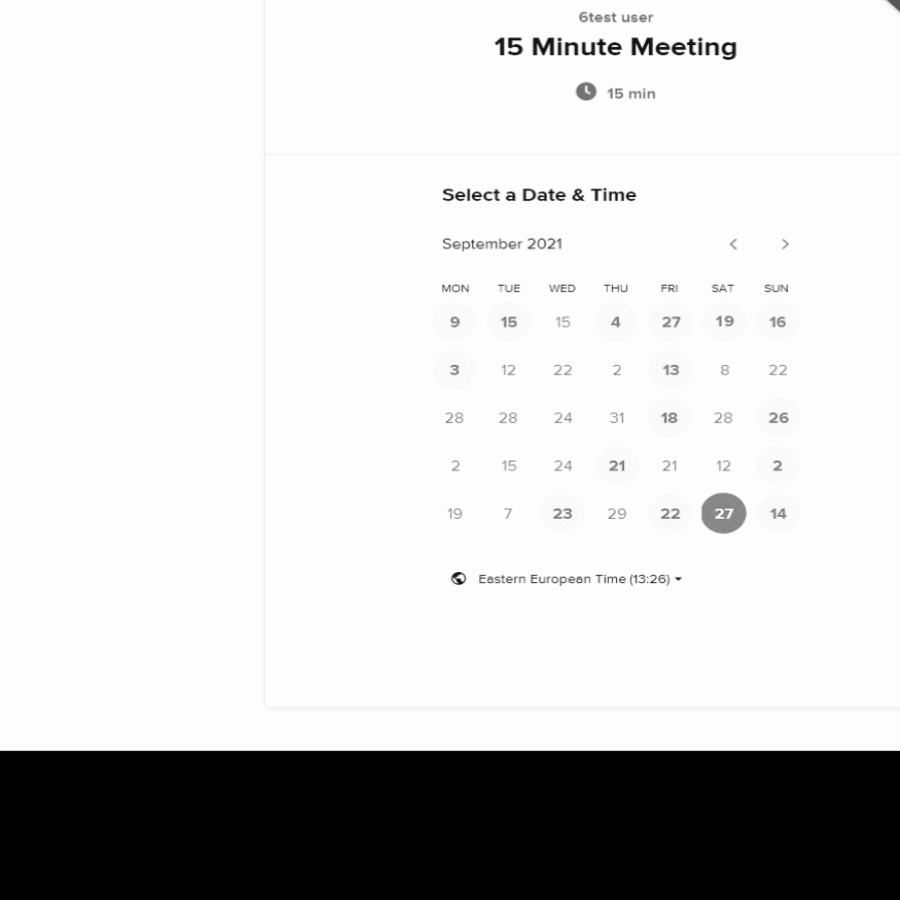 6test user
15 Minute Meeting
15 min
Select a Date & Time
September 2021
MON TUE WED THU FRI SAT SUN
9 15 15 4 27 19 16
3 12 22 2 13 8 22
28 28 24 31 18 28 26
2 15 24 21 21 12 2
19 7 23 29 22 27 14
Eastern European Time (13:26)